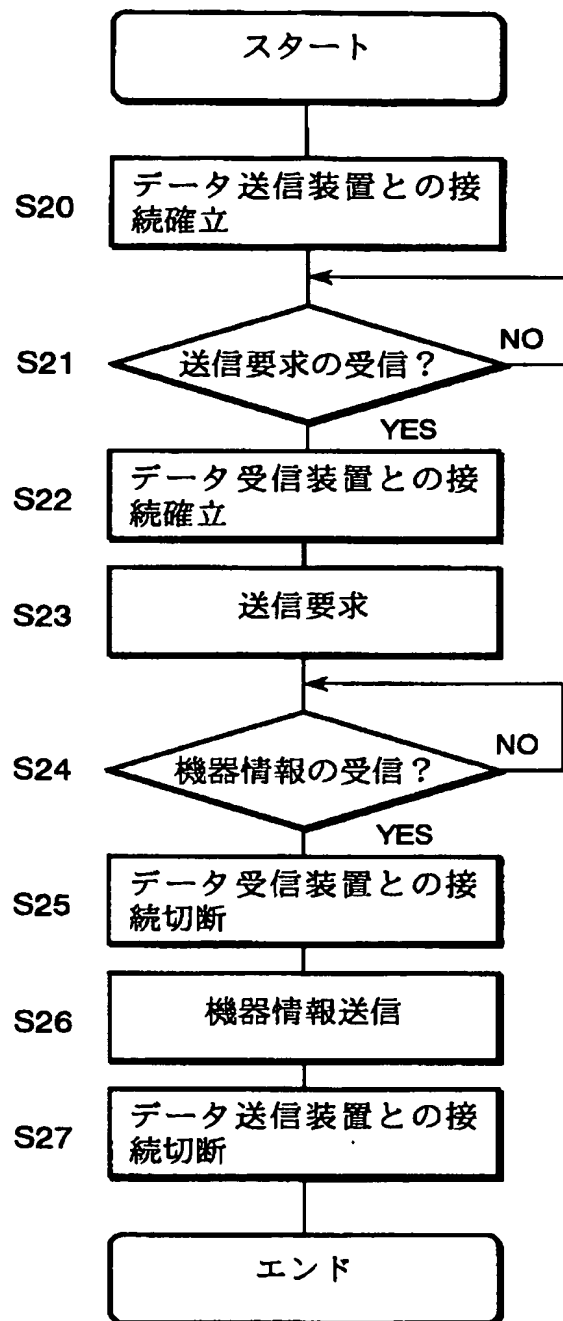 スタート
S20
データ送信装置との接
続確立
S21
送信要求の受信？
NO
YES
S22
データ受信装置との接
続確立
S23
送信要求
S24
機器情報の受信？
NO
YES
S25
データ受信装置との接
続切断
S26
機器情報送信
S27
データ送信装置との接
続切断
エンド